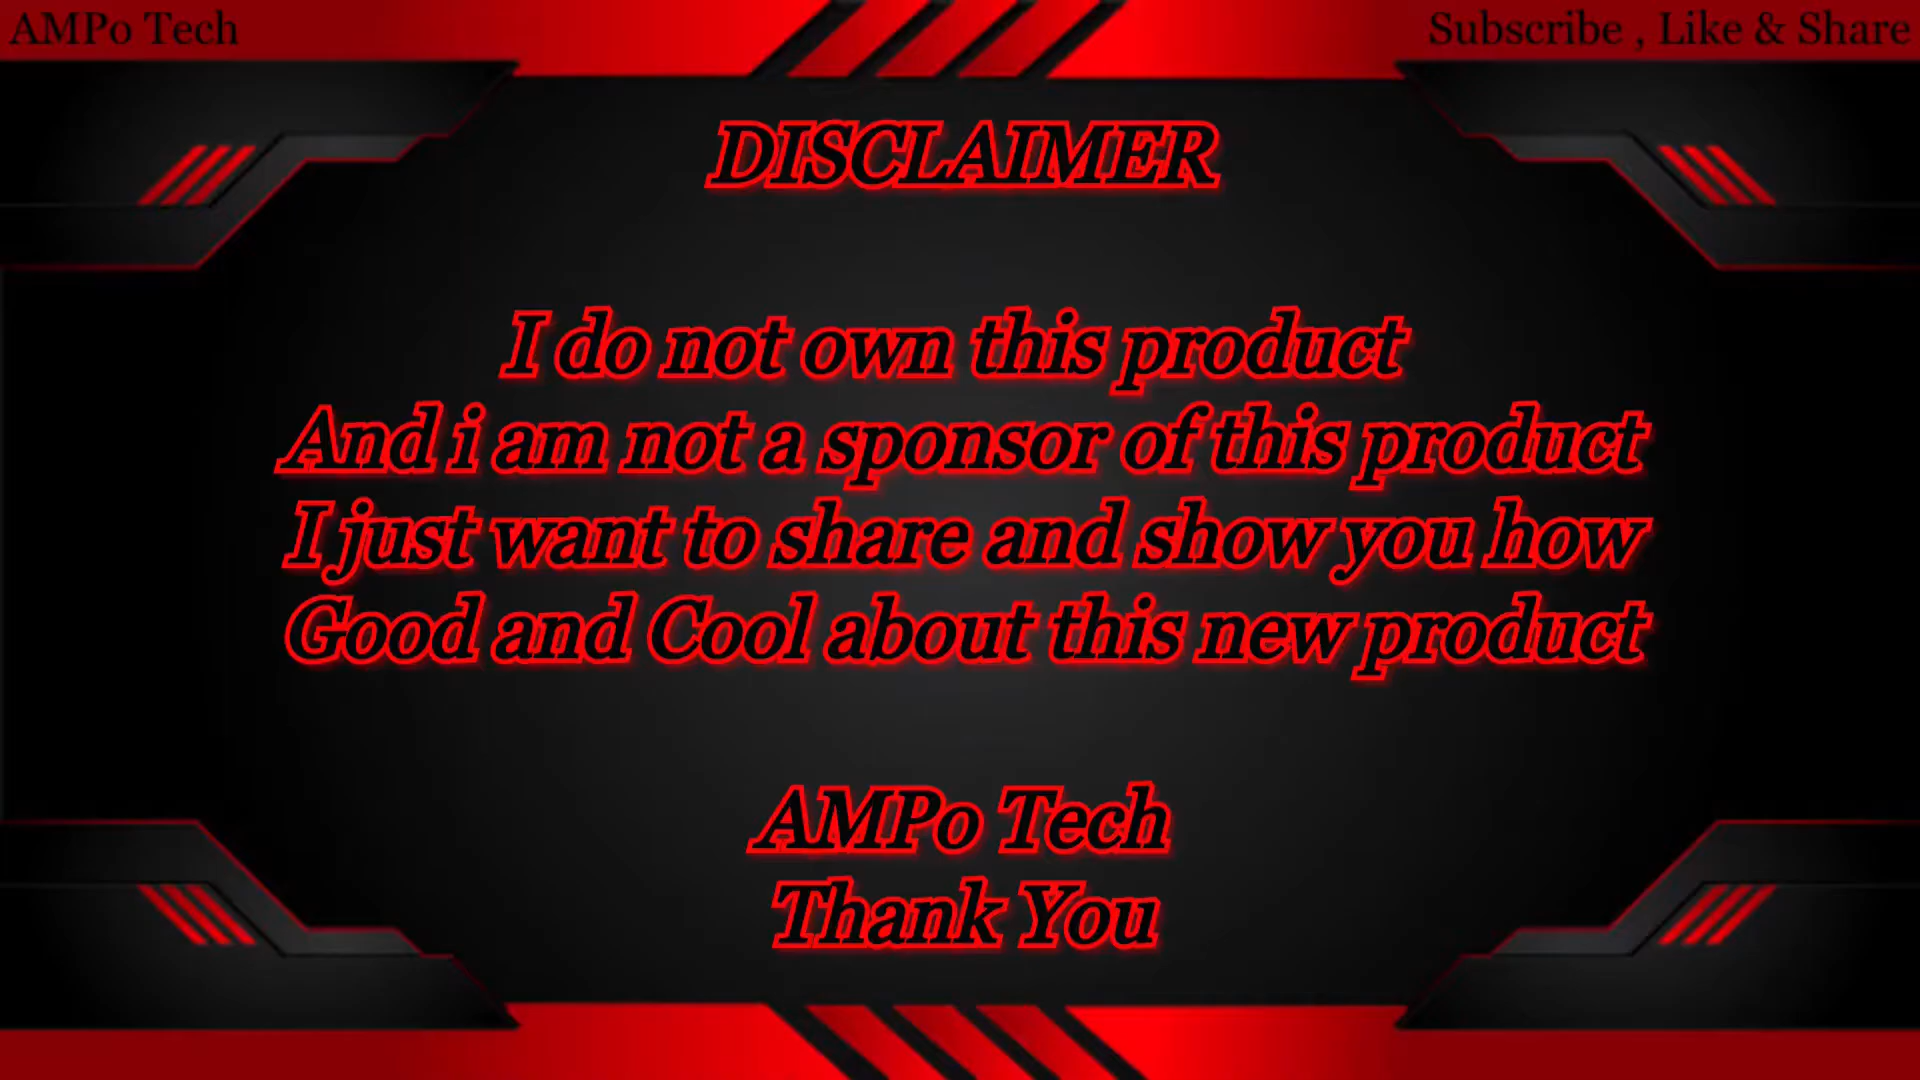 AMPo Tech
Subscribe , Like & Share
DISCLAIMER
I do not own this product
And i am not a sponsor of this product
I just want to share and show you how
Good and Cool about this new product
AMPo Tech
Thank You